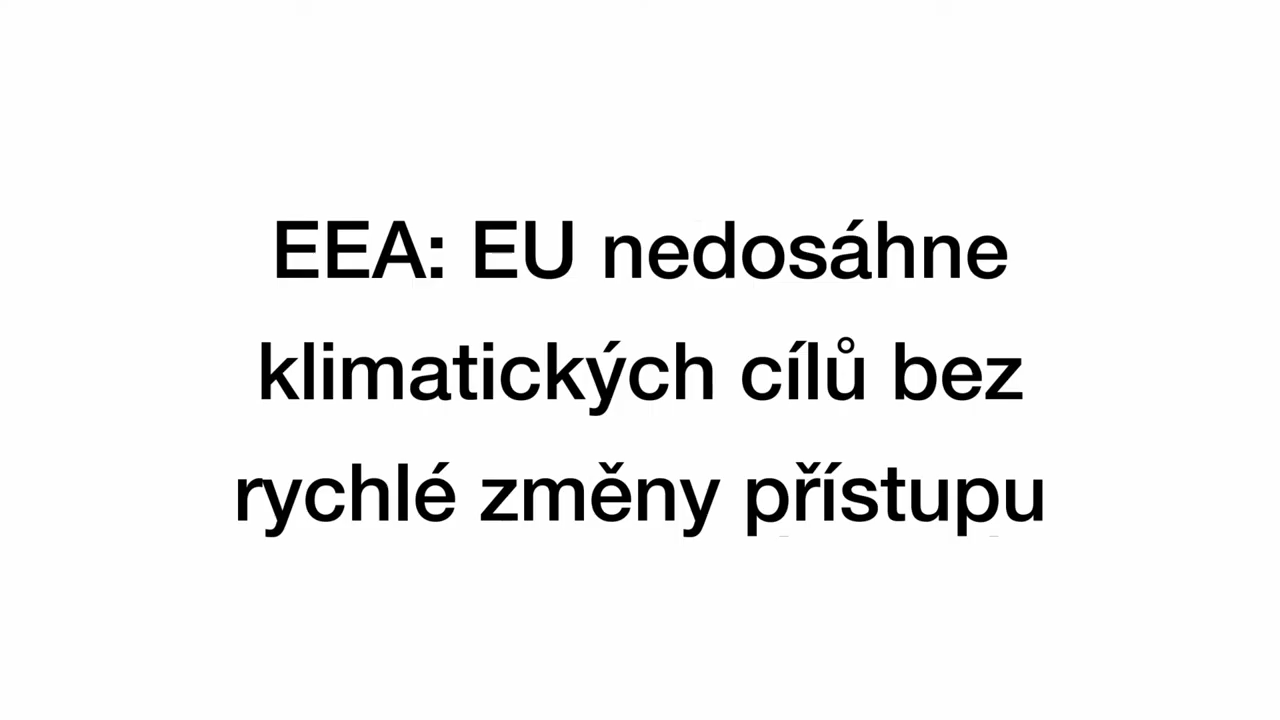 EEA: EU nedosáhne
klimatických cílů bez
rychlé změny přístupu